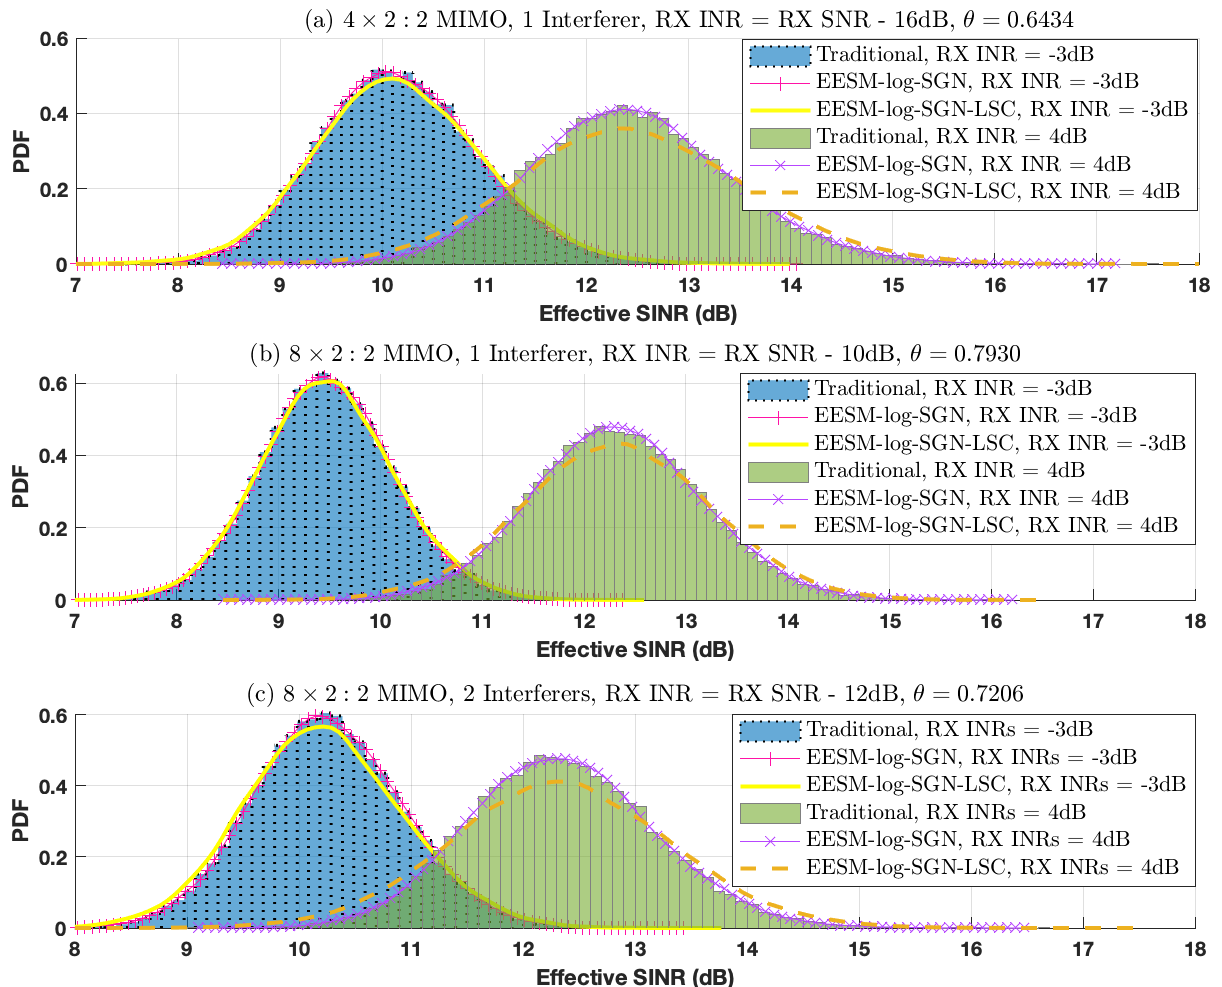 (a) 4 × 2 : 2 MIMO, 1 Interferer, RX INR = RX SNR - 16dB, θ = 0.6434
PDF
0.6
0.4
0.2
0
Traditional, RX INR = -3dB
EESM-log-SGN, RX INR = -3dB
EESM-log-SGN-LSC, RX INR = -3dB
Traditional, RX INR = 4dB
EESM-log-SGN, RX INR = 4dB
EESM-log-SGN-LSC, RX INR = 4dB
7 8 9 10 11 12 13 14 15 16 17 18
Effective SINR (dB)
(b) 8 × 2 : 2 MIMO, 1 Interferer, RX INR = RX SNR - 10dB, θ = 0.7930
PDF
0.6
0.4
0.2
0
Traditional, RX INR = -3dB
EESM-log-SGN, RX INR = -3dB
EESM-log-SGN-LSC, RX INR = -3dB
Traditional, RX INR = 4dB
EESM-log-SGN, RX INR = 4dB
EESM-log-SGN-LSC, RX INR = 4dB
7 8 9 10 11 12 13 14 15 16 17 18
Effective SINR (dB)
(c) 8 × 2 : 2 MIMO, 2 Interferers, RX INR = RX SNR - 12dB, θ = 0.7206
PDF
0.6
0.4
0.2
0
Traditional, RX INRs = -3dB
EESM-log-SGN, RX INRs = -3dB
EESM-log-SGN-LSC, RX INRs = -3dB
Traditional, RX INRs = 4dB
EESM-log-SGN, RX INRs = 4dB
EESM-log-SGN-LSC, RX INRs = 4dB
8 9 10 11 12 13 14 15 16 17 18
Effective SINR (dB)